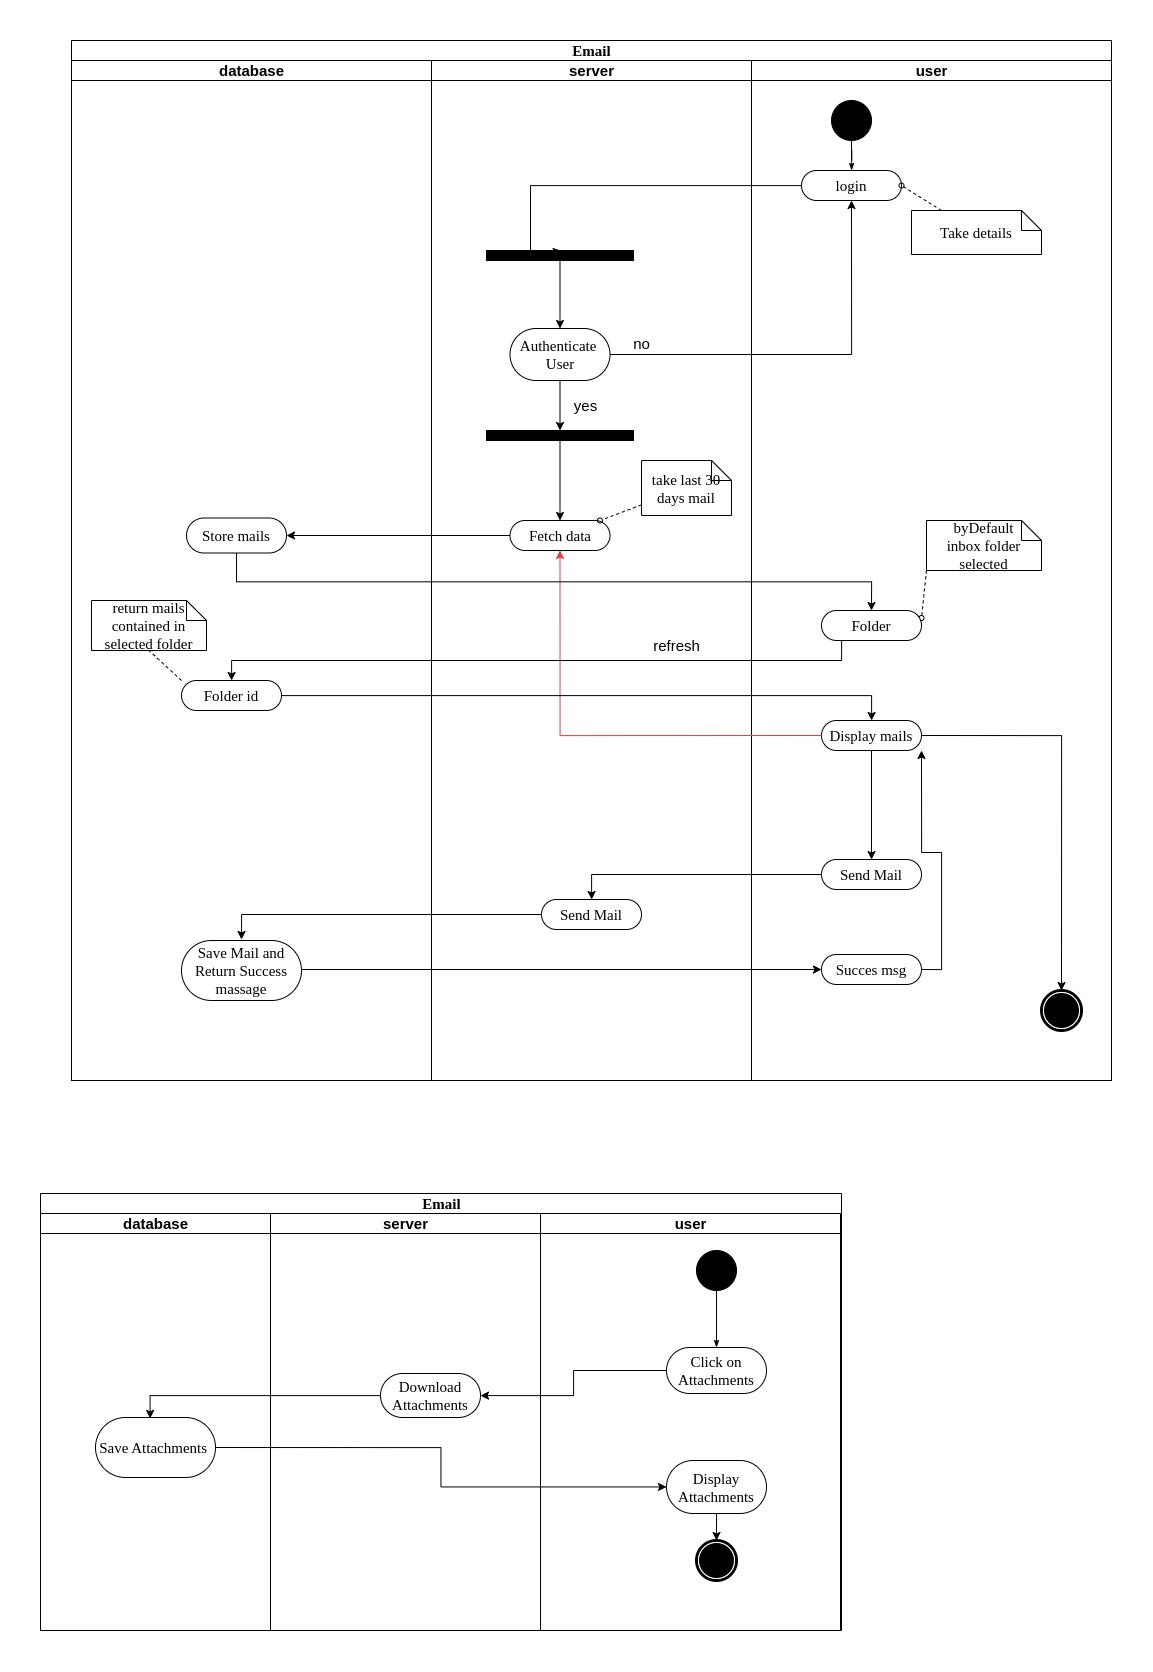 Email
database
server
user
login
Take details
Authenticate
User
no
yes
take last 30
days mail
Store mails
Fetch data
byDefault
inbox folder
selected
return mails
contained in
selected folder
Folder
refresh
Folder id
Display mails
Send Mail
Send Mail
Save Mail and
Return Success
massage
Succes msg
Email
database
server
user
Click on
Attachments
Download
Attachments
Save Attachments
Display
Attachments